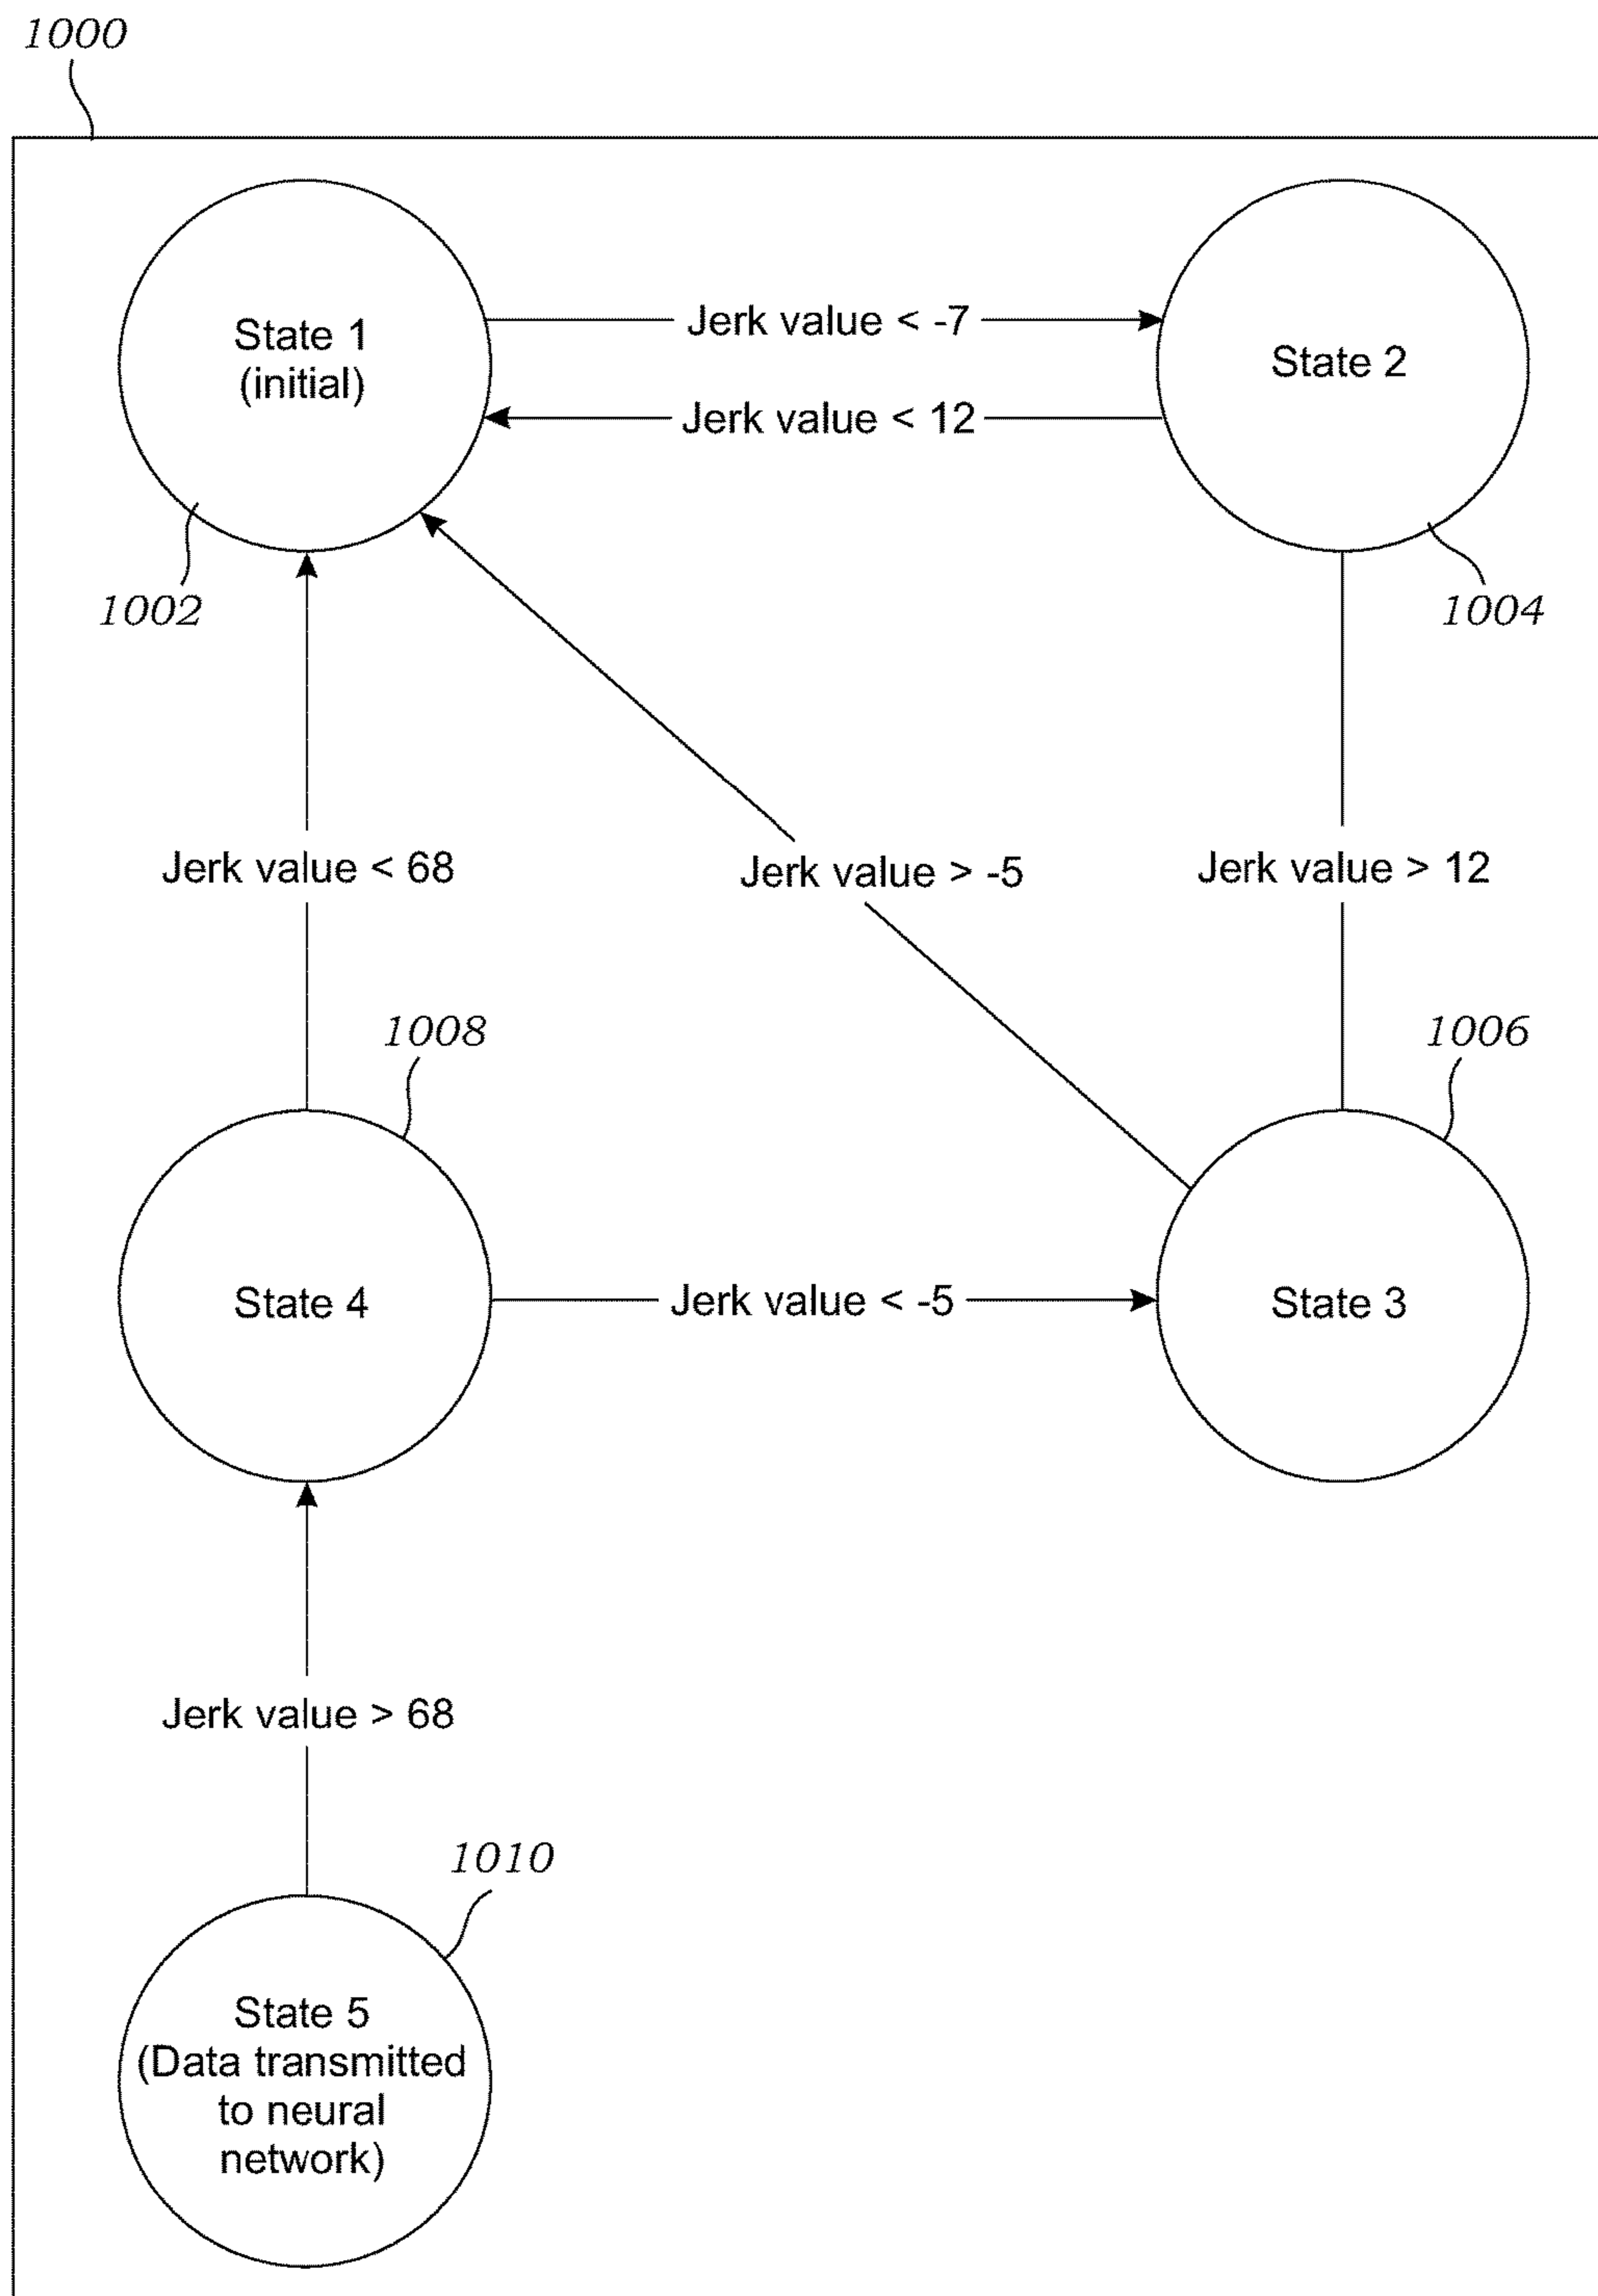 1000
State 1
(initial)
Jerk value < -7
State 2
Jerk value < 12
1002
1004
Jerk value < 68
Jerk value > -5
Jerk value > 12
1008
1006
State 4
Jerk value < -5
State 3
Jerk value > 68
1010
State 5
(Data transmitted
to neural
network)